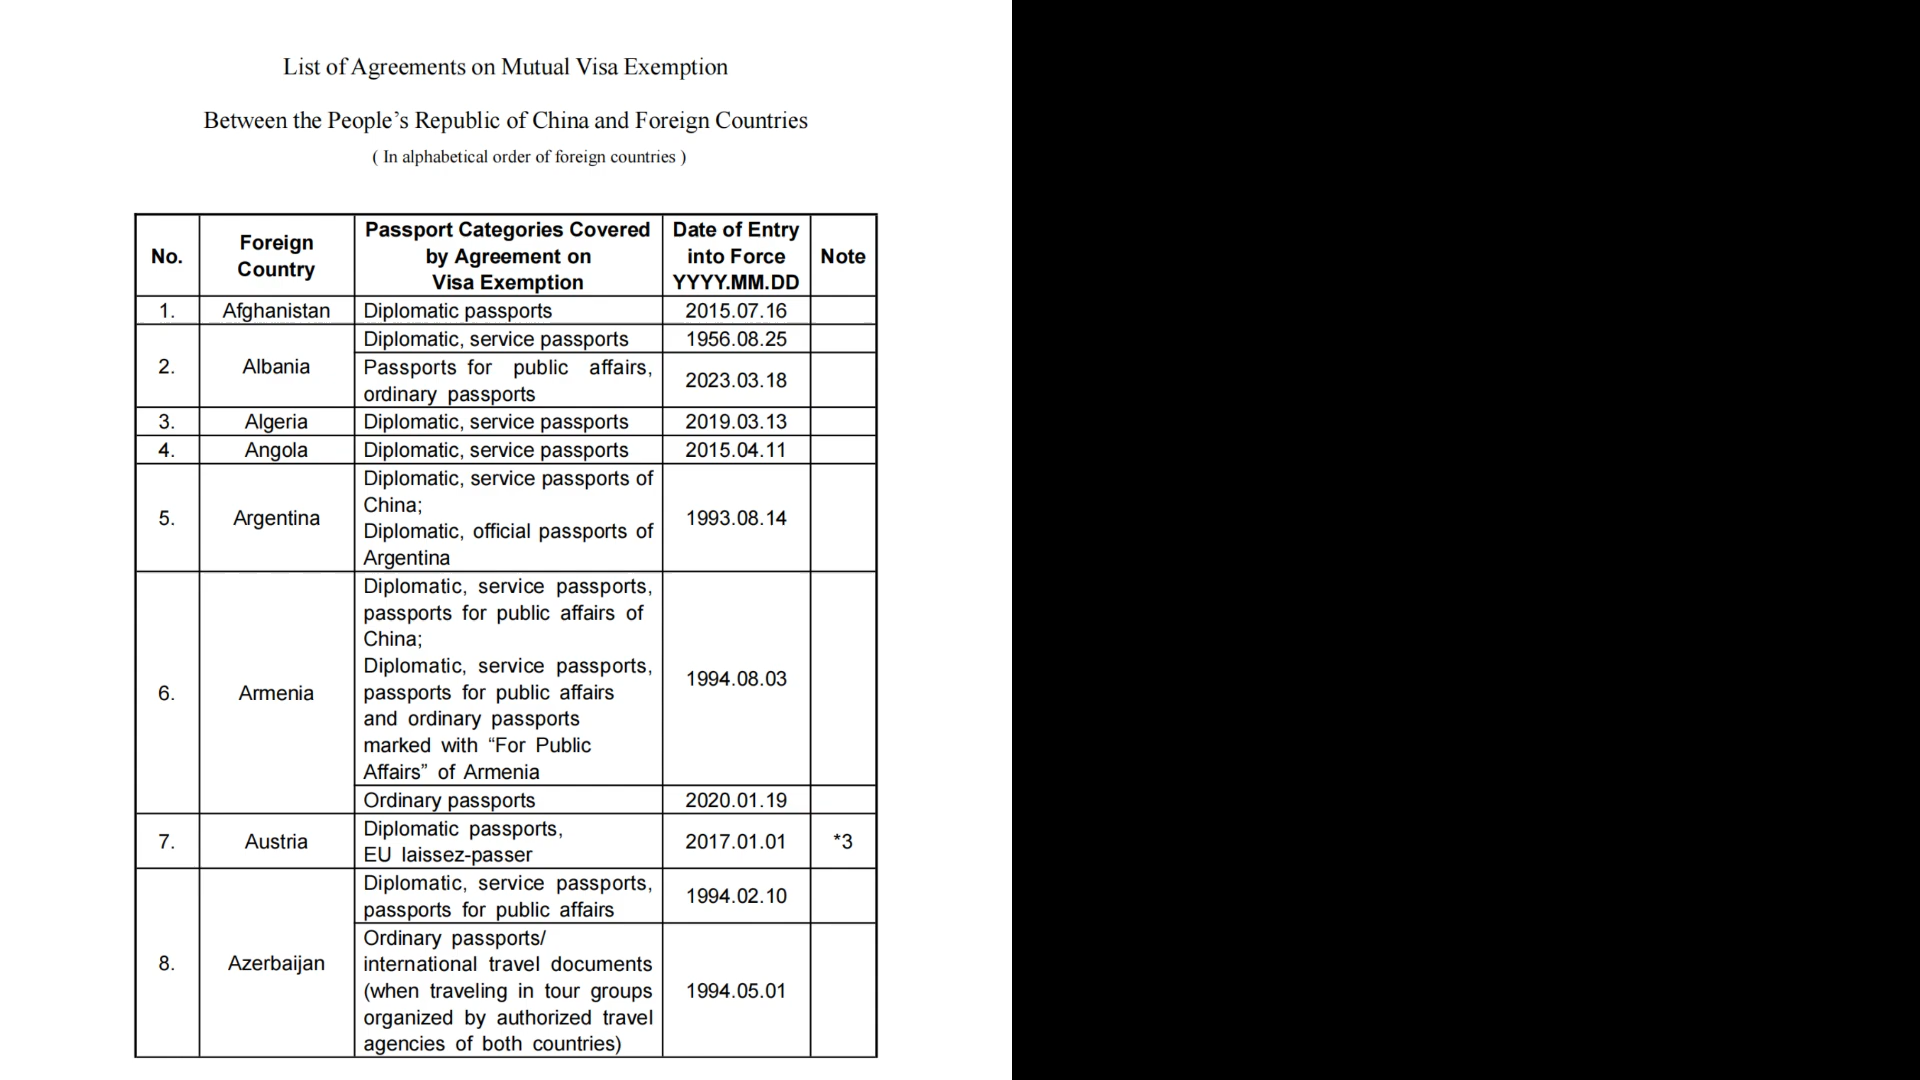 List of Agreements on Mutual Visa Exemption
Between the People’s Republic of China and Foreign Countries
( In alphabetical order of foreign countries )
No.
Foreign
Country
Passport Categories Covered
by Agreement on
Visa Exemption
Date of Entry
into Force
YYYY.MM.DD
Note
1.
Afghanistan
Diplomatic passports
2015.07.16
2.
Albania
Diplomatic, service passports
1956.08.25
Passports for public affairs,
ordinary passports
2023.03.18
3.
Algeria
Diplomatic, service passports
2019.03.13
4.
Angola
Diplomatic, service passports
2015.04.11
5.
Argentina
Diplomatic, service passports of
China;
Diplomatic, official passports of
Argentina
1993.08.14
6.
Armenia
Diplomatic, service passports,
passports for public affairs of
China;
Diplomatic, service passports,
passports for public affairs
and ordinary passports
marked with “For Public
Affairs” of Armenia
1994.08.03
Ordinary passports
2020.01.19
7.
Austria
Diplomatic passports,
EU laissez-passer
2017.01.01
*3
8.
Azerbaijan
Diplomatic, service passports,
passports for public affairs
1994.02.10
Ordinary passports/
international travel documents
(when traveling in tour groups
organized by authorized travel
agencies of both countries)
1994.05.01